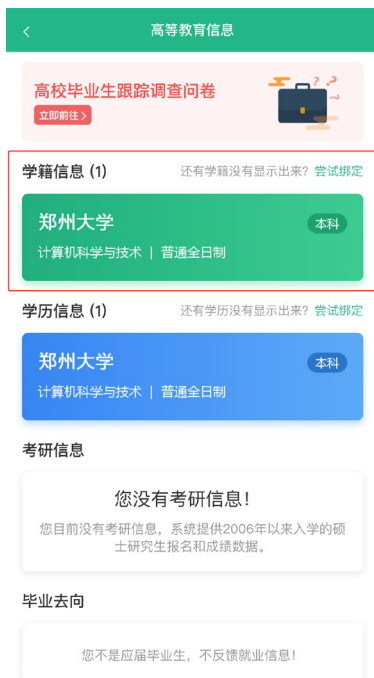 高等教育信息
高校毕业生跟踪调查问卷
立即前往>
学籍信息 (1) 还有学籍没有显示出来？尝试绑定
郑州大学 本科
计算机科学与技术 | 普通全日制
学历信息 (1) 还有学历没有显示出来？尝试绑定
郑州大学 本科
计算机科学与技术 | 普通全日制
考研信息
您没有考研信息！
您目前没有考研信息，系统提供2006年以来入学的硕
士研究生报名和成绩数据。
毕业去向
您不是应届毕业生，不反馈就业信息！